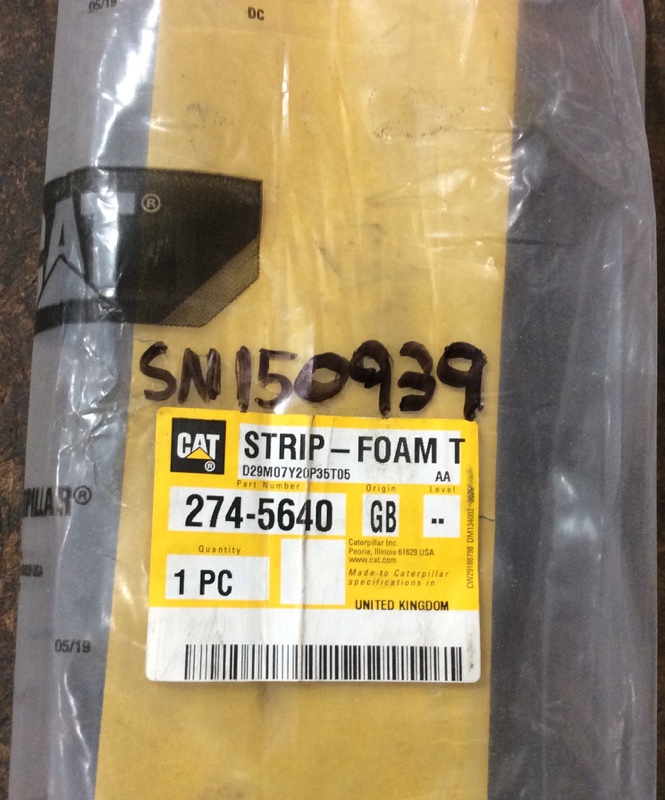 05/19
DC
CAT®
SN150939
CAT®
STRIP-FOAM T
D29M07Y20P35T05
AA
Part Number
Origin
Level
274-5640
GB
--
Quantity
1 PC
Caterpillar Inc.
Peoria, Illinois 61629 USA
www.cat.com
Made to Caterpillar
specifications in:
UNITED KINGDOM
05/19